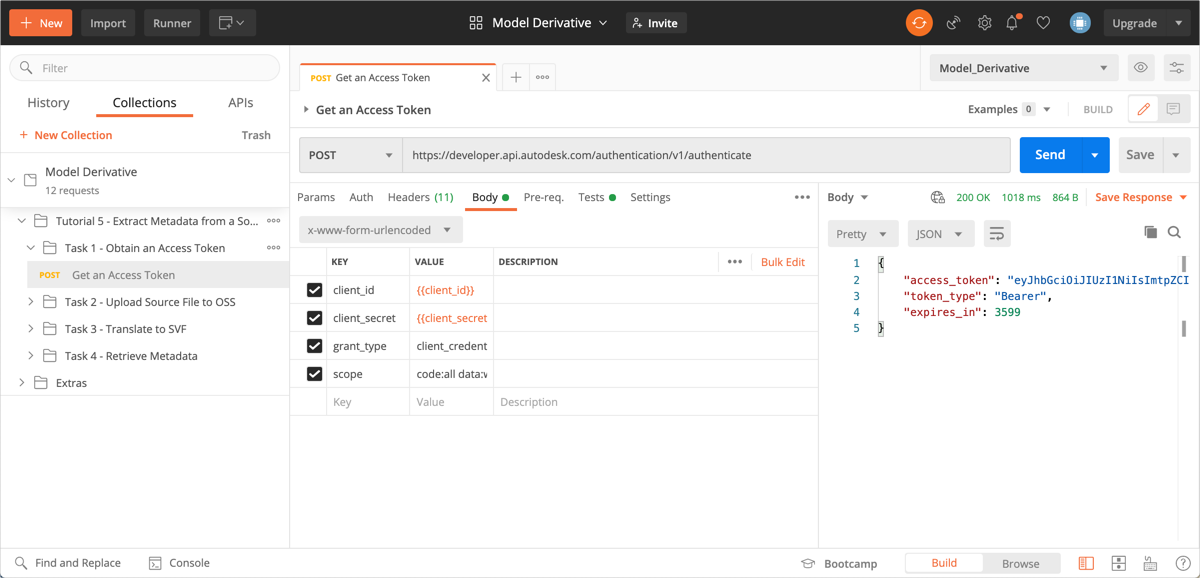 New Import Runner Model Derivative Invite Upgrade
Filter
History Collections APIs
+ New Collection Trash
Model Derivative
12 requests
Tutorial 5 - Extract Metadata from a So...
Task 1 - Obtain an Access Token
POST Get an Access Token
Task 2 - Upload Source File to OSS
Task 3 - Translate to SVF
Task 4 - Retrieve Metadata
Extras
POST Get an Access Token
Model_Derivative
Get an Access Token
Examples 0 BUILD
POST https://developer.api.autodesk.com/authentication/v1/authenticate Send Save
Params Auth Headers (11) Body Pre-req. Tests Settings
x-www-form-urlencoded
KEY VALUE DESCRIPTION Bulk Edit
client_id {{client_id}}
client_secret {{client_secret
grant_type client_credent
scope code:all data:v
Key Value Description
Body 200 OK 1018 ms 864 B Save Response
Pretty JSON
1 {
2 "access_token": "eyJhbGciOiJIUzI1NiIsImtpZCI
3 "token_type": "Bearer",
4 "expires_in": 3599
5 }
Find and Replace Console Bootcamp Build Browse